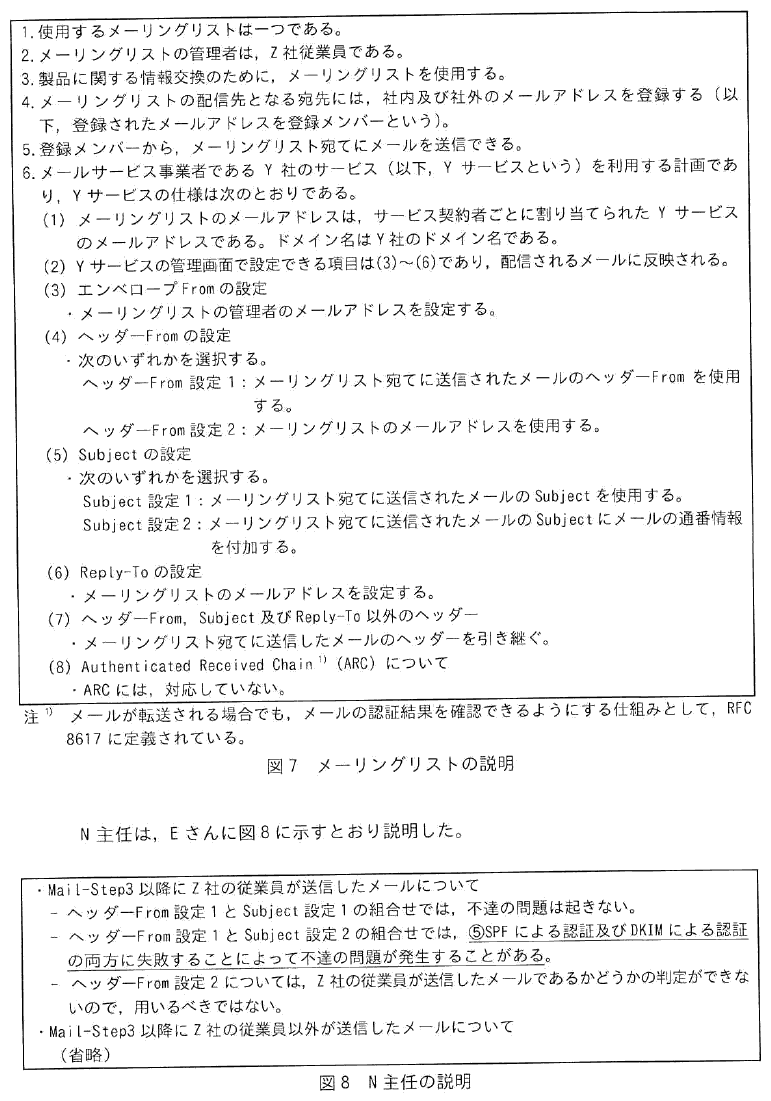 1.使用するメーリングリストは一つである。
2.メーリングリストの管理者は，Z社従業員である。
3.製品に関する情報交換のために，メーリングリストを使用する。
4.メーリングリストの配信先となる宛先には，社内及び社外のメールアドレスを登録する（以
下，登録されたメールアドレスを登録メンバーという）。
5.登録メンバーから，メーリングリスト宛てにメールを送信できる。
6.メールサービス事業者であるY社のサービス（以下，Yサービスという）を利用する計画であ
り，Yサービスの仕様は次のとおりである。
(1) メーリングリストのメールアドレスは，サービス契約者ごとに割り当てられたYサービス
のメールアドレスである。ドメイン名はY社のドメイン名である。
(2) Yサービスの管理画面で設定できる項目は(3)～(6)であり，配信されるメールに反映される。
(3) エンベロープFromの設定
・メーリングリストの管理者のメールアドレスを設定する。
(4) ヘッダーFromの設定
・次のいずれかを選択する。
ヘッダーFrom設定1：メーリングリスト宛てに送信されたメールのヘッダーFromを使用
する。
ヘッダーFrom設定2：メーリングリストのメールアドレスを使用する。
(5) Subjectの設定
・次のいずれかを選択する。
Subject設定1：メーリングリスト宛てに送信されたメールのSubjectを使用する。
Subject設定2：メーリングリスト宛てに送信されたメールのSubjectにメールの通番情報
を付加する。
(6) Reply-Toの設定
・メーリングリストのメールアドレスを設定する。
(7) ヘッダーFrom，Subject及びReply-To以外のヘッダー
・メーリングリスト宛てに送信したメールのヘッダーを引き継ぐ。
(8) Authenticated Received Chain 1)（ARC）について
・ARCには，対応していない。
注1) メールが転送される場合でも，メールの認証結果を確認できるようにする仕組みとして，RFC
8617に定義されている。
図7 メーリングリストの説明
N主任は，Eさんに図8に示すとおり説明した。
・Mail-Step3以降にZ社の従業員が送信したメールについて
- ヘッダーFrom設定1とSubject設定1の組合せでは，不達の問題は起きない。
- ヘッダーFrom設定1とSubject設定2の組合せでは，⑤SPFによる認証及びDKIMによる認証
の両方に失敗することによって不達の問題が発生することがある。
- ヘッダーFrom設定2については，Z社の従業員が送信したメールであるかどうかの判定ができな
いので，用いるべきではない。
・Mail-Step3以降にZ社の従業員以外が送信したメールについて
（省略）
図8 N主任の説明